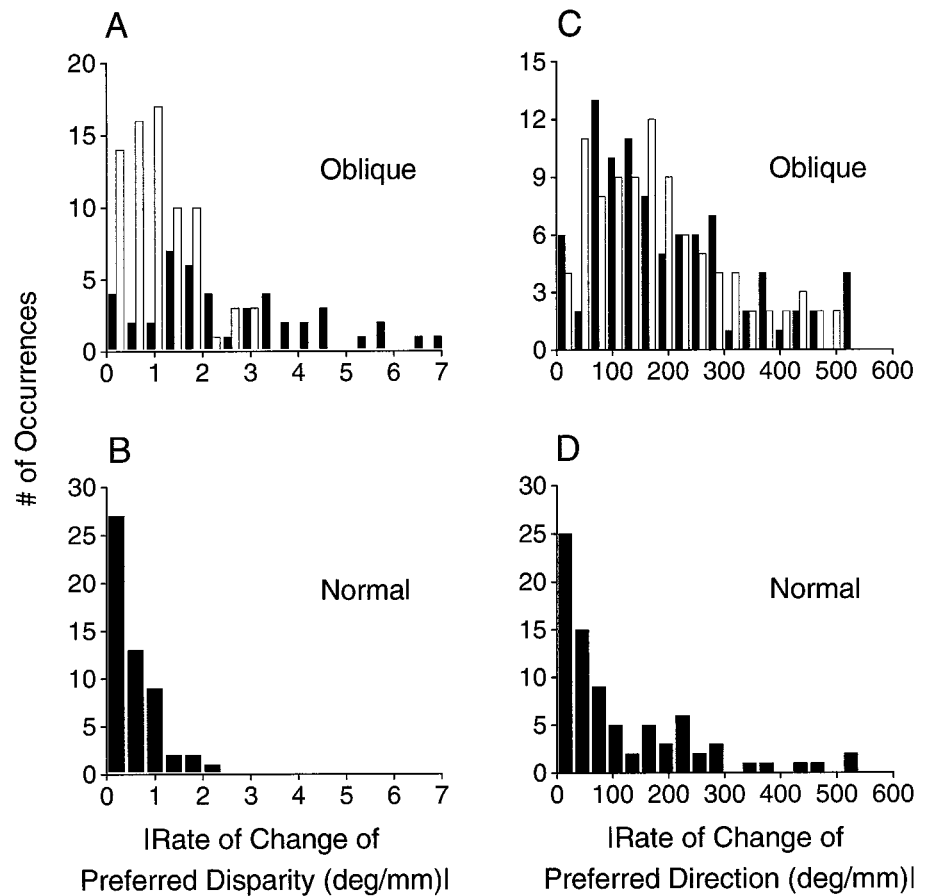 A
20
15
10
5
0
0 1 2 3 4 5 6 7
Oblique
C
15
12
9
6
3
0
0 100 200 300 400 500 600
Oblique
# of Occurrences
B
30
25
20
15
10
5
0
0 1 2 3 4 5 6 7
Normal
|Rate of Change of
Preferred Disparity (deg/mm)|
D
30
25
20
15
10
5
0
0 100 200 300 400 500 600
Normal
|Rate of Change of
Preferred Direction (deg/mm)|